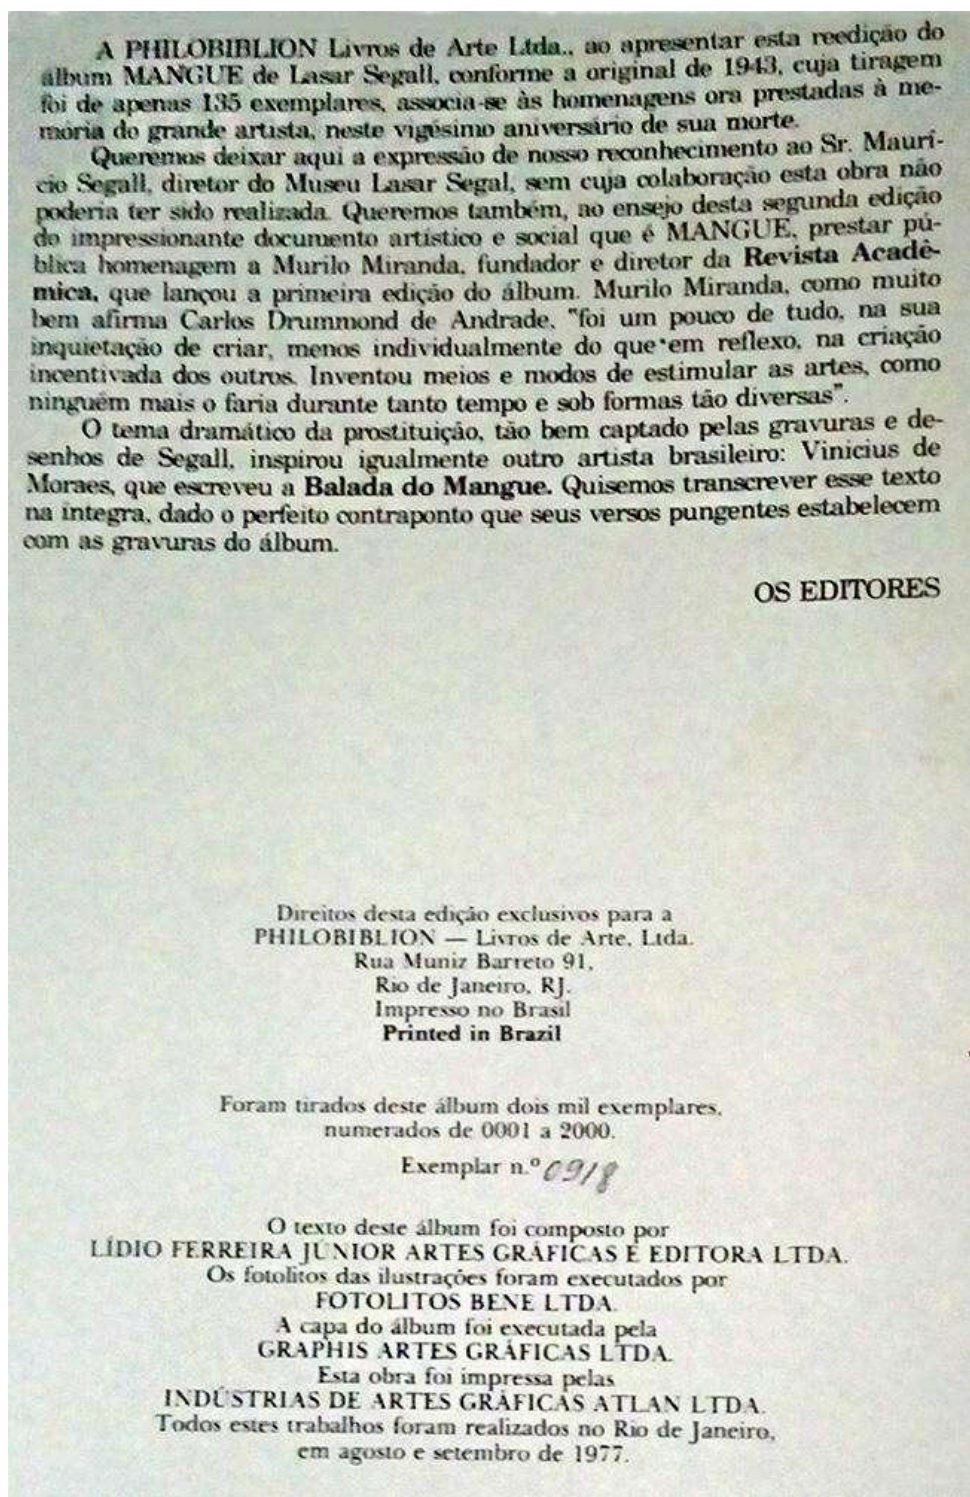 A PHILOBIBLION Livros de Arte Ltda., ao apresentar esta reedição do
álbum MANGUE de Lasar Segall, conforme a original de 1943, cuja tiragem
foi de apenas 135 exemplares, associa-se às homenagens ora prestadas à me-
mória do grande artista, neste vigésimo aniversário de sua morte.
Queremos deixar aqui a expressão de nosso reconhecimento ao Sr. Maurí-
cio Segall, diretor do Museu Lasar Segal, sem cuja colaboração esta obra não
poderia ter sido realizada. Queremos também, ao ensejo desta segunda edição
do impressionante documento artístico e social que é MANGUE, prestar pú-
blica homenagem a Murilo Miranda, fundador e diretor da Revista Acadê-
mica, que lançou a primeira edição do álbum. Murilo Miranda, como muito
bem afirma Carlos Drummond de Andrade, "foi um pouco de tudo, na sua
inquietação de criar, menos individualmente do que em reflexo, na criação
incentivada dos outros. Inventou meios e modos de estimular as artes, como
ninguém mais o faria durante tanto tempo e sob formas tão diversas".
O tema dramático da prostituição, tão bem captado pelas gravuras e de-
senhos de Segall, inspirou igualmente outro artista brasileiro: Vinicius de
Moraes, que escreveu a Balada do Mangue. Quisemos transcrever esse texto
na íntegra, dado o perfeito contraponto que seus versos pungentes estabelecem
com as gravuras do álbum.
OS EDITORES
Direitos desta edição exclusivos para a
PHILOBIBLION — Livros de Arte, Ltda.
Rua Muniz Barreto 91,
Rio de Janeiro, RJ.
Impresso no Brasil
Printed in Brazil
Foram tirados deste álbum dois mil exemplares,
numerados de 0001 a 2000.
Exemplar n.º 0918
O texto deste álbum foi composto por
LÍDIO FERREIRA JÚNIOR ARTES GRÁFICAS E EDITORA LTDA.
Os fotolitos das ilustrações foram executados por
FOTOLITOS BENE LTDA.
A capa do álbum foi executada pela
GRAPHIS ARTES GRÁFICAS LTDA.
Esta obra foi impressa pelas
INDÚSTRIAS DE ARTES GRÁFICAS ATLAN LTDA.
Todos estes trabalhos foram realizados no Rio de Janeiro,
em agosto e setembro de 1977.